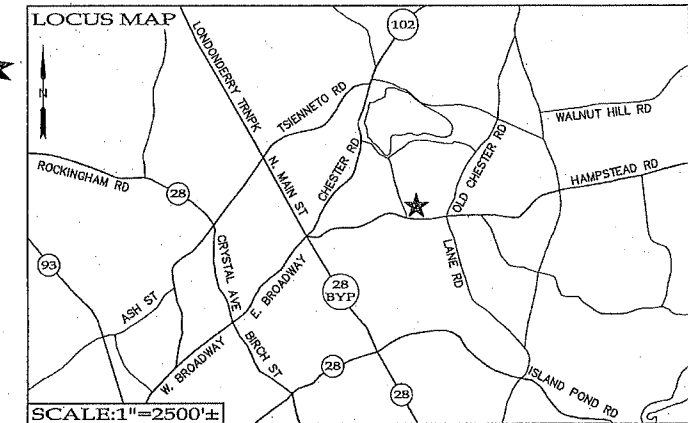 LOCUS MAP
102
LONDONDERRY TRNPK
TSIENNETO RD
WALNUT HILL RD
N
ROCKINGHAM RD
N. MAIN ST
CHESTER RD
OLD CHESTER RD
HAMPSTEAD RD
28
93
CRYSTAL AVE
E. BROADWAY
LANE RD
28
BYP
ASH ST
W. BROADWAY
BIRCH ST
28
28
ISLAND POND RD
SCALE:1"=2500'±